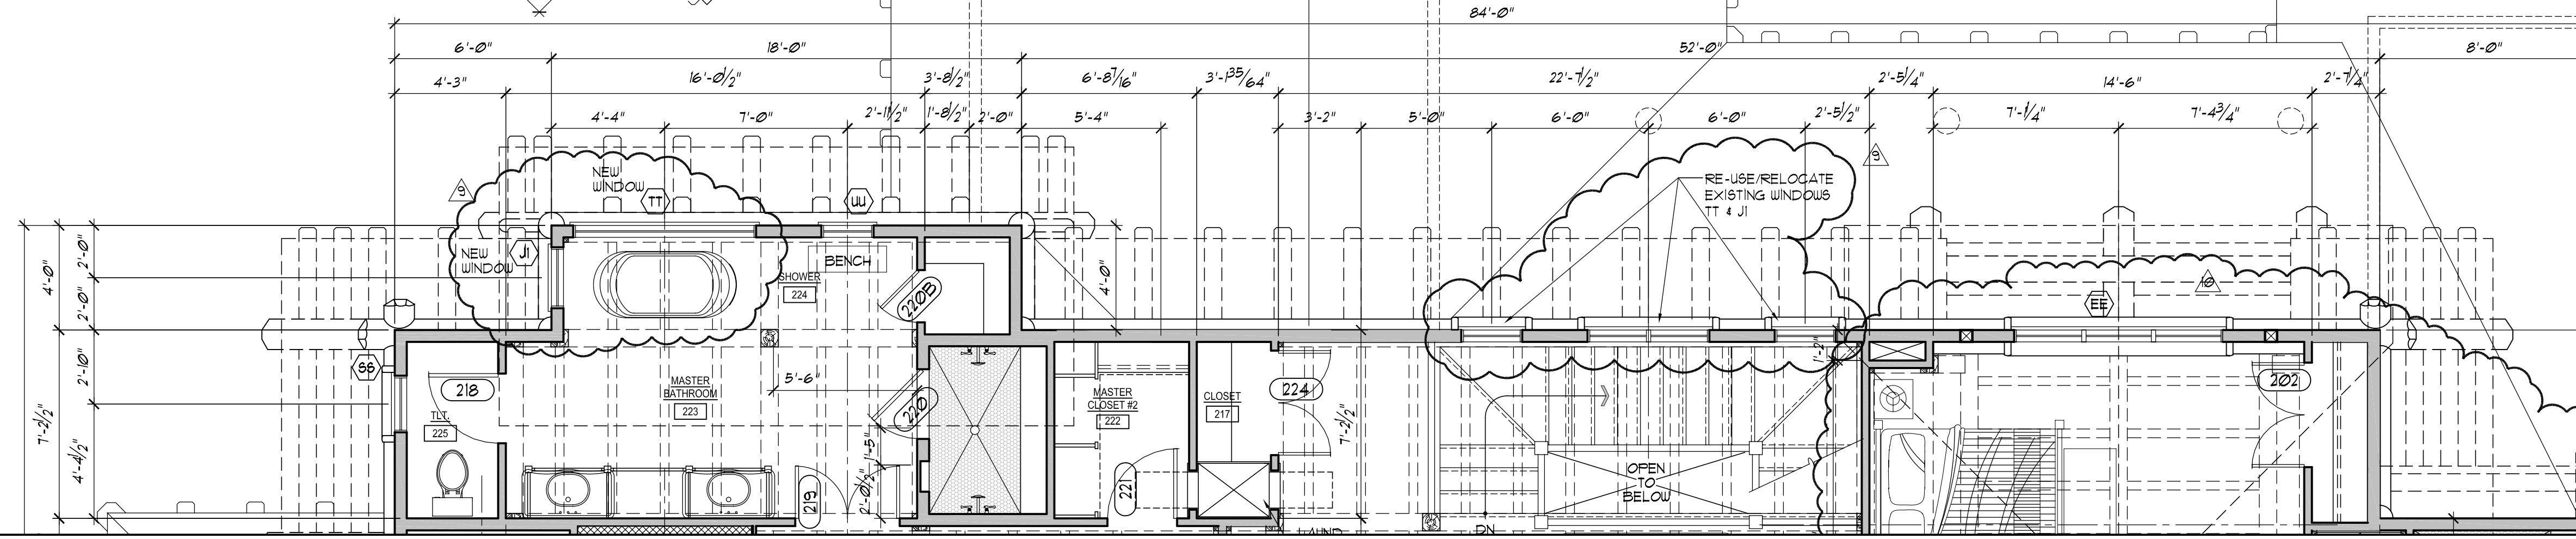 84'-0"
6'-0"
18'-0"
52'-0"
8'-0"
4'-3"
16'-0 1/2"
3'-8 1/2"
6'-8 7/16"
3'-1 35/64"
22'-7 1/2"
2'-5 1/4"
14'-6"
2'-7 1/4"
4'-4"
7'-0"
2'-11 1/2"
1'-8 1/2"
2'-0"
5'-4"
3'-2"
5'-0"
6'-0"
6'-0"
2'-5 1/2"
7'-1 1/4"
7'-4 3/4"
9
NEW
WINDOW
TT
UU
RE-USE/RELOCATE
EXISTING WINDOWS
TT & J1
9
NEW
WINDOW
J1
BENCH
SHOWER
224
220B
4'-0"
10
EE
2'-0"
4'-0"
2'-0"
2'-10"
7'-2 1/2"
4'-4 1/2"
SS
218
TLT.
225
MASTER
BATHROOM
223
5'-6"
220
1'-5"
2'-0 1/2"
219
MASTER
CLOSET #2
222
221
CLOSET
217
224
7'-2 1/2"
1'-2"
OPEN
TO
BELOW
DN
202